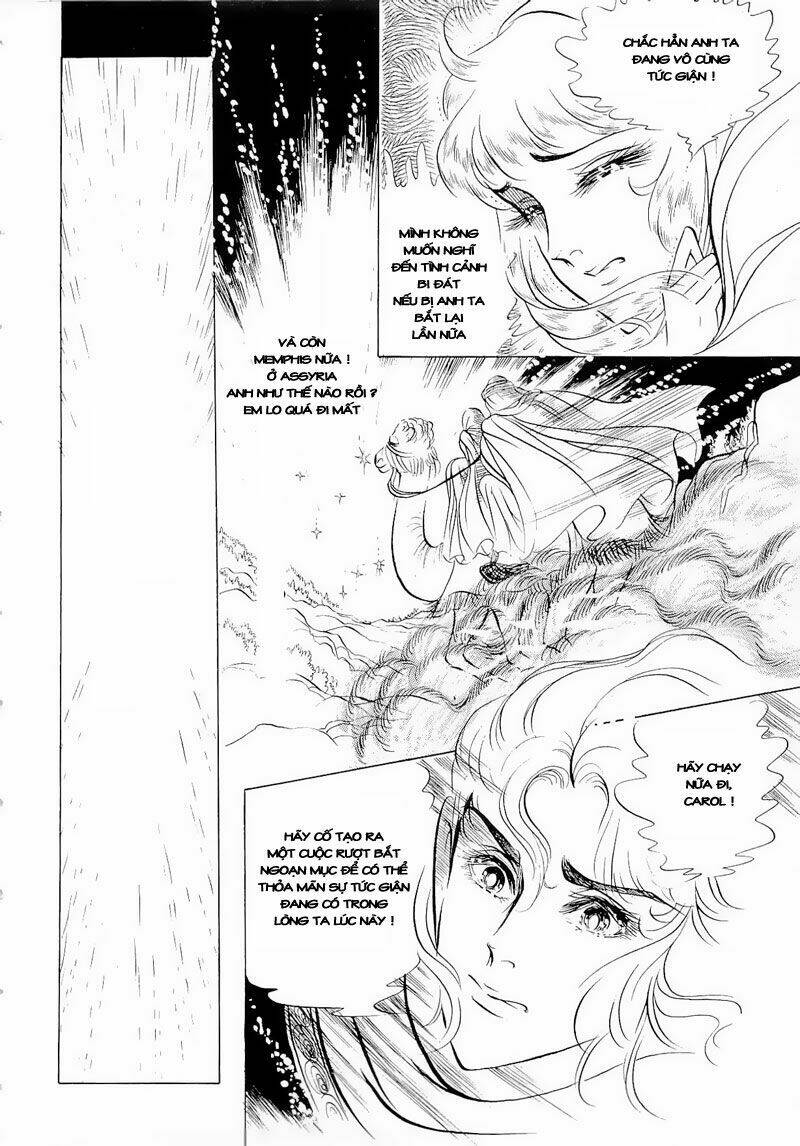 CHẮC HẲN ANH TA
ĐANG VÔ CÙNG
TỨC GIẬN !
MÌNH KHÔNG
MUỐN NGHĨ
ĐẾN TÌNH CẢNH
BI ĐÁT
NẾU BỊ ANH TA
BẮT LẠI
LẦN NỮA
VẢ CÒN
MEMPHIS NỮA !
Ở ASSYRIA
ANH NHƯ THẾ NÀO RỒI ?
EM LO QUÁ ĐI MẤT
HÃY CHẠY
NỮA ĐI,
CAROL !
HÃY CỐ TẠO RA
MỘT CUỘC RƯỢT BẮT
NGOẠN MỤC ĐỂ CÓ THỂ
THỎA MÃN SỰ TỨC GIẬN
ĐANG CÓ TRONG
LÒNG TA LÚC NÀY !